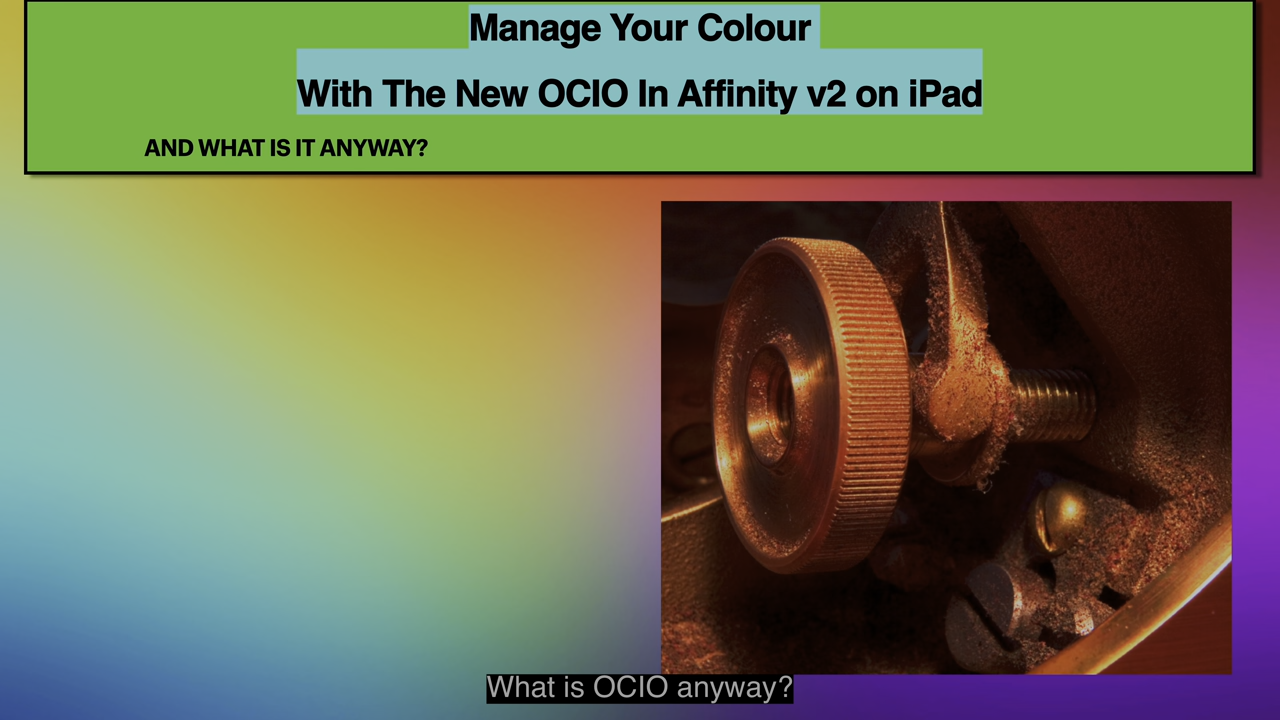 Manage Your Colour
With The New OCIO In Affinity v2 on iPad
AND WHAT IS IT ANYWAY?
What is OCIO anyway?